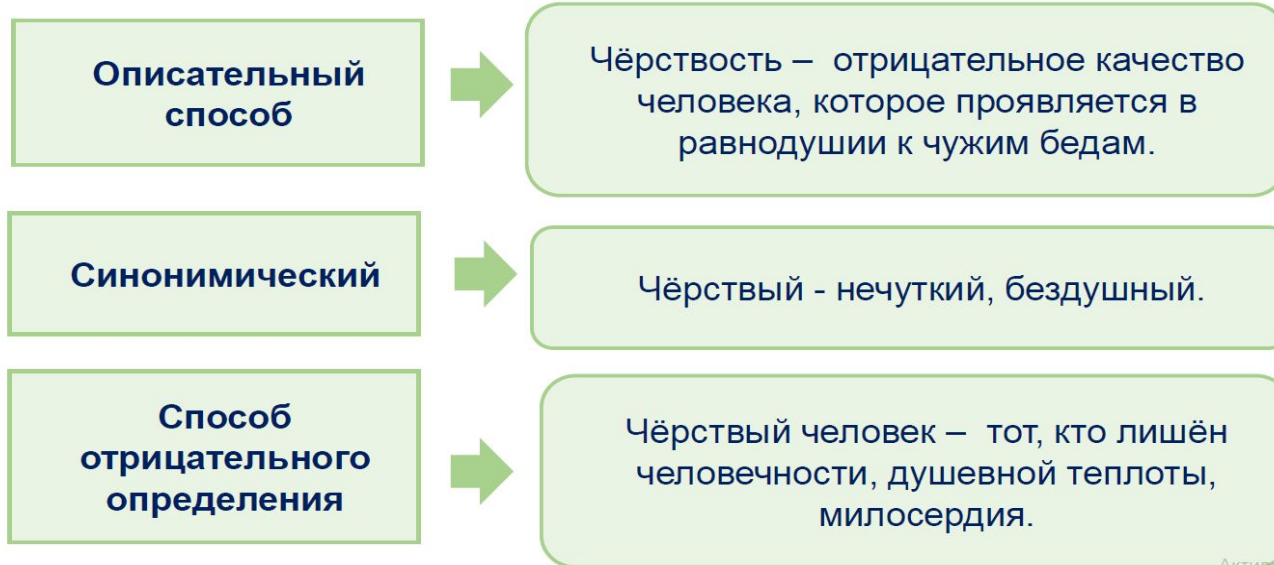 Описательный
способ
Чёрствость – отрицательное качество
человека, которое проявляется в
равнодушии к чужим бедам.
Синонимический
Чёрствый - нечуткий, бездушный.
Способ
отрицательного
определения
Чёрствый человек – тот, кто лишён
человечности, душевной теплоты,
милосердия.